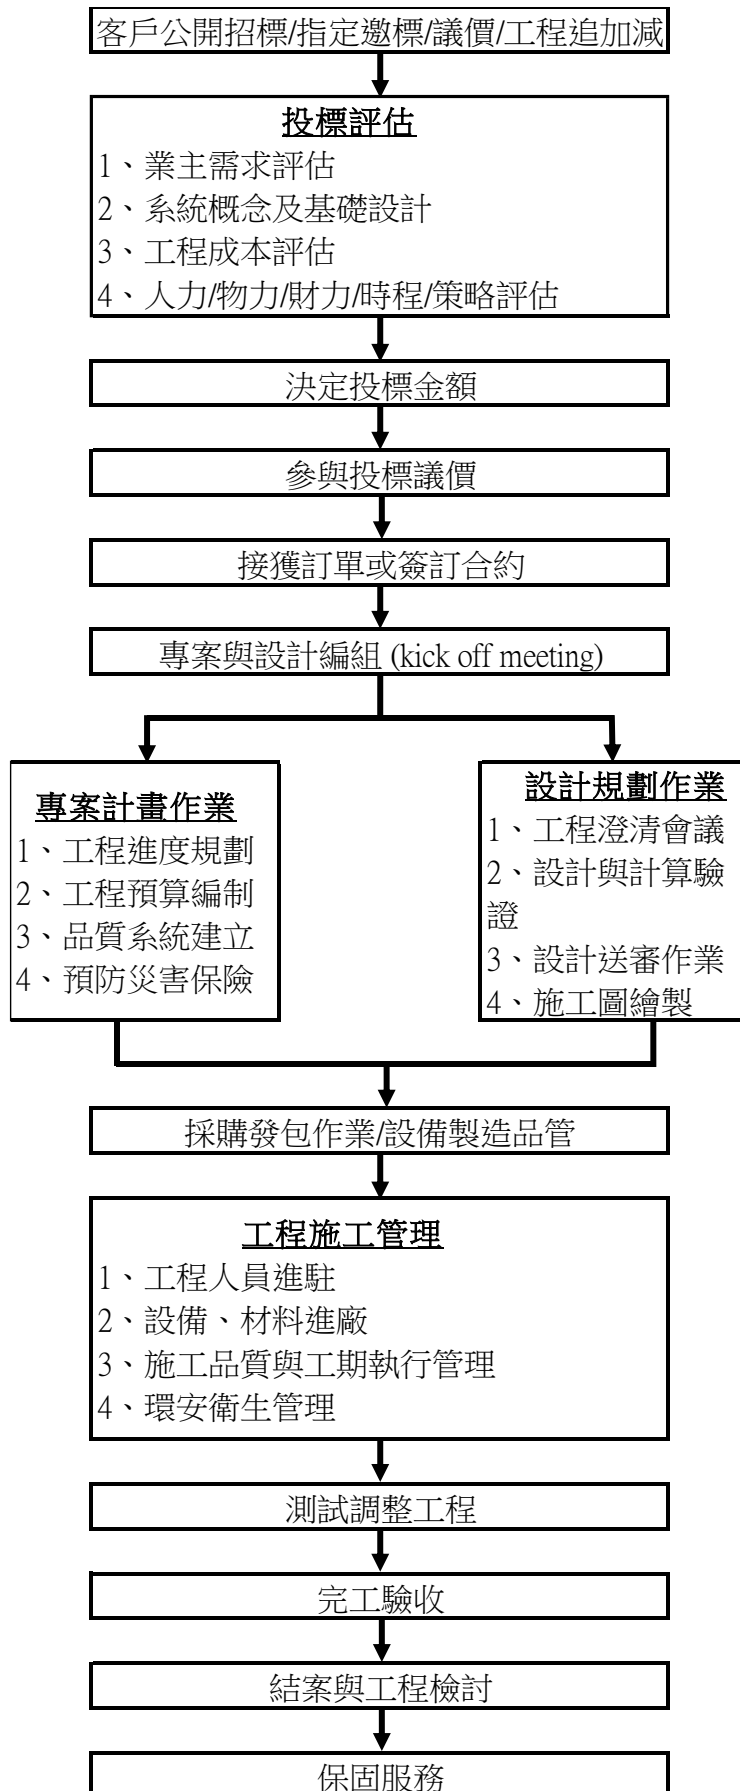 客戶公開招標/指定邀標/議價/工程追加減
投標評估
1、業主需求評估
2、系統概念及基礎設計
3、工程成本評估
4、人力/物力/財力/時程/策略評估
決定投標金額
參與投標議價
接獲訂單或簽訂合約
專案與設計編組 (kick off meeting)
專案計畫作業
1、工程進度規劃
2、工程預算編制
3、品質系統建立
4、預防災害保險
設計規劃作業
1、工程澄清會議
2、設計與計算驗
證
3、設計送審作業
4、施工圖繪製
採購發包作業/設備製造品管
工程施工管理
1、工程人員進駐
2、設備、材料進廠
3、施工品質與工期執行管理
4、環安衛生管理
測試調整工程
完工驗收
結案與工程檢討
保固服務